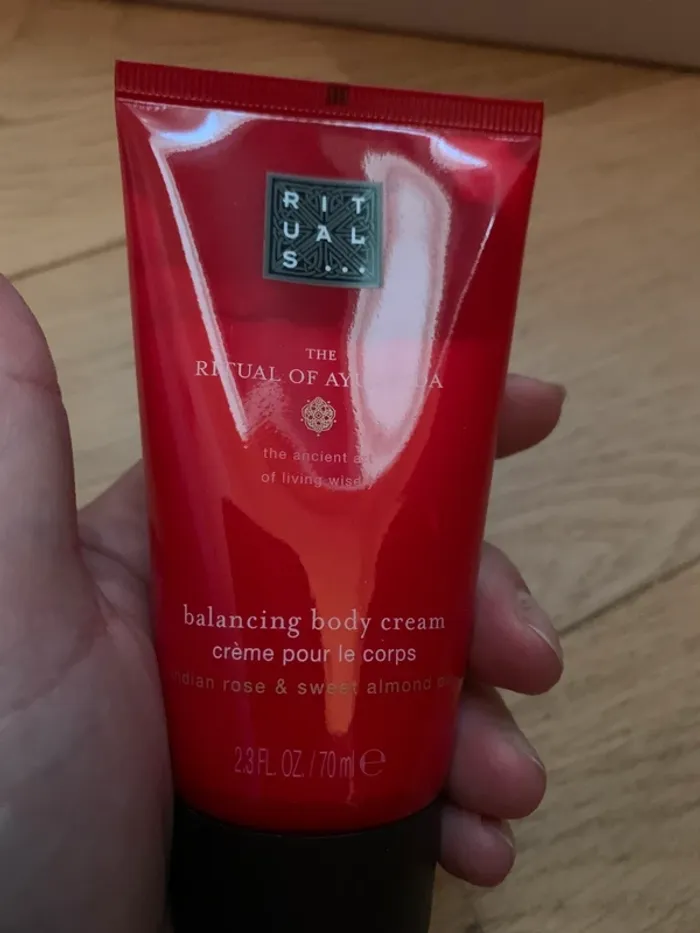 RIT
UAL
S...
THE
RITUAL OF
the ancient
of living
balancing body cream
crème pour le corps
indian rose & sweet almond
2.3 FL. OZ. / 70 ml e